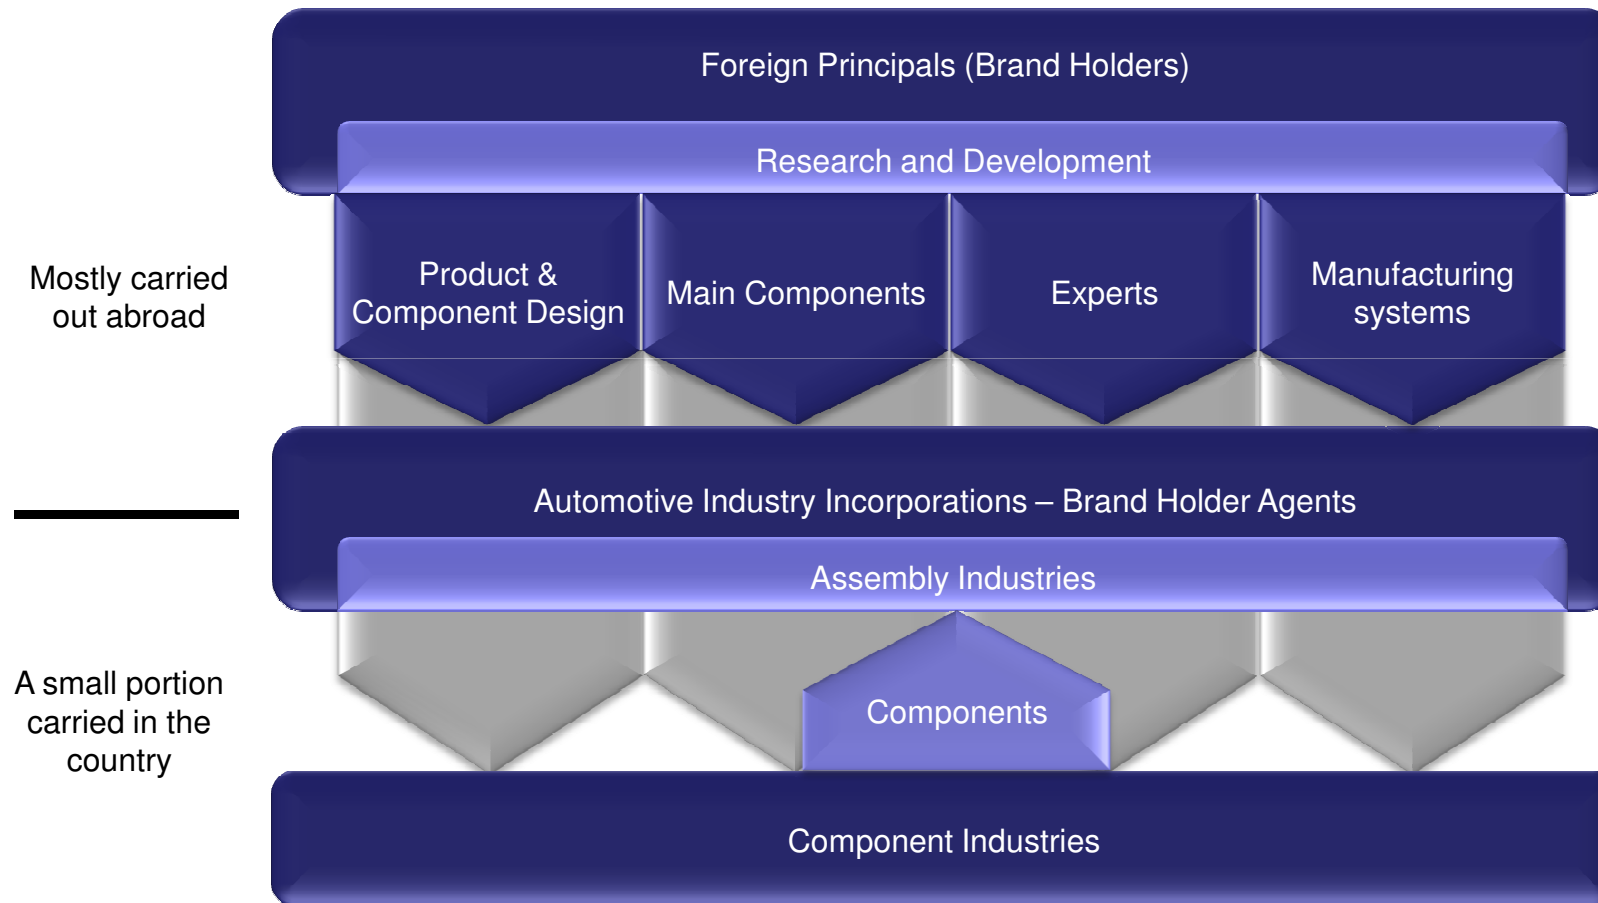 Foreign Principals (Brand Holders)
Research and Development
Mostly carried
out abroad
Product &
Component Design
Main Components
Experts
Manufacturing
systems
Automotive Industry Incorporations – Brand Holder Agents
Assembly Industries
A small portion
carried in the
country
Components
Component Industries